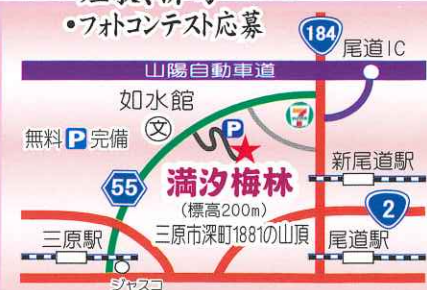 ・フォトコンテスト応募
184
尾道IC
山陽自動車道
如水館
文
P
7
無料P完備
満汐梅林
55
(標高200m)
三原市深町1881の山頂
新尾道駅
2
三原駅
尾道駅
ジャスコ